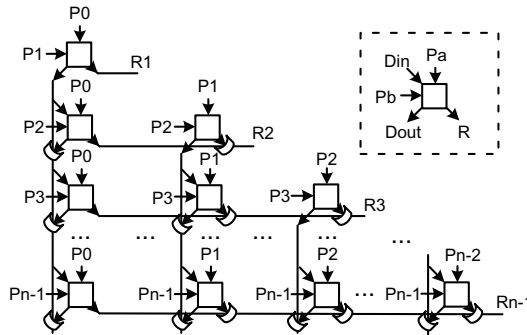 P0
P1 R1
Din Pa
Pb
Dout R
P0 P1
P2 P2 R2
P0 P1 P2
P3 P3 P3 R3
... ... ... ... ... ...
P0 P1 P2 Pn-2
Pn-1 Pn-1 Pn-1 ... Pn-1 Rn-1